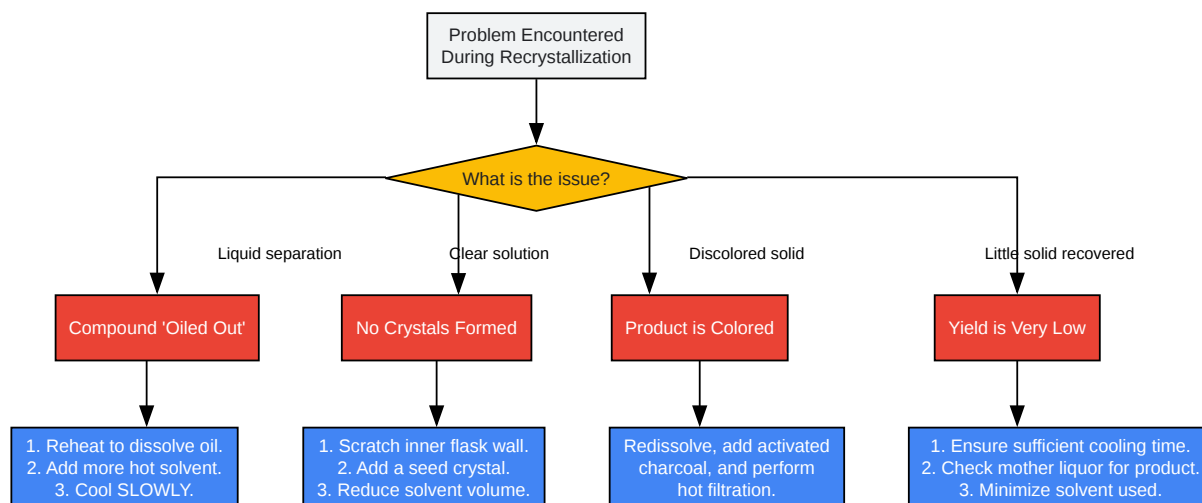 Problem Encountered
During Recrystallization
What is the issue?
Liquid separation
Clear solution
Discolored solid
Little solid recovered
Compound 'Oiled Out'
No Crystals Formed
Product is Colored
Yield is Very Low
1. Reheat to dissolve oil.
2. Add more hot solvent.
3. Cool SLOWLY.
1. Scratch inner flask wall.
2. Add a seed crystal.
3. Reduce solvent volume.
Redissolve, add activated
charcoal, and perform
hot filtration.
1. Ensure sufficient cooling time.
2. Check mother liquor for product.
3. Minimize solvent used.